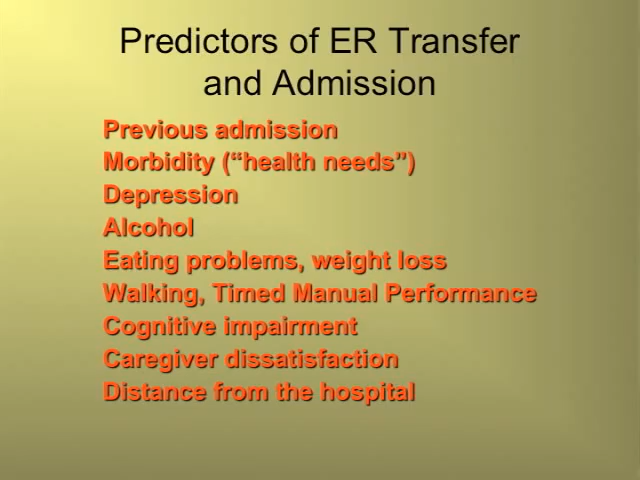 Predictors of ER Transfer
and Admission
Previous admission
Morbidity (“health needs”)
Depression
Alcohol
Eating problems, weight loss
Walking, Timed Manual Performance
Cognitive impairment
Caregiver dissatisfaction
Distance from the hospital